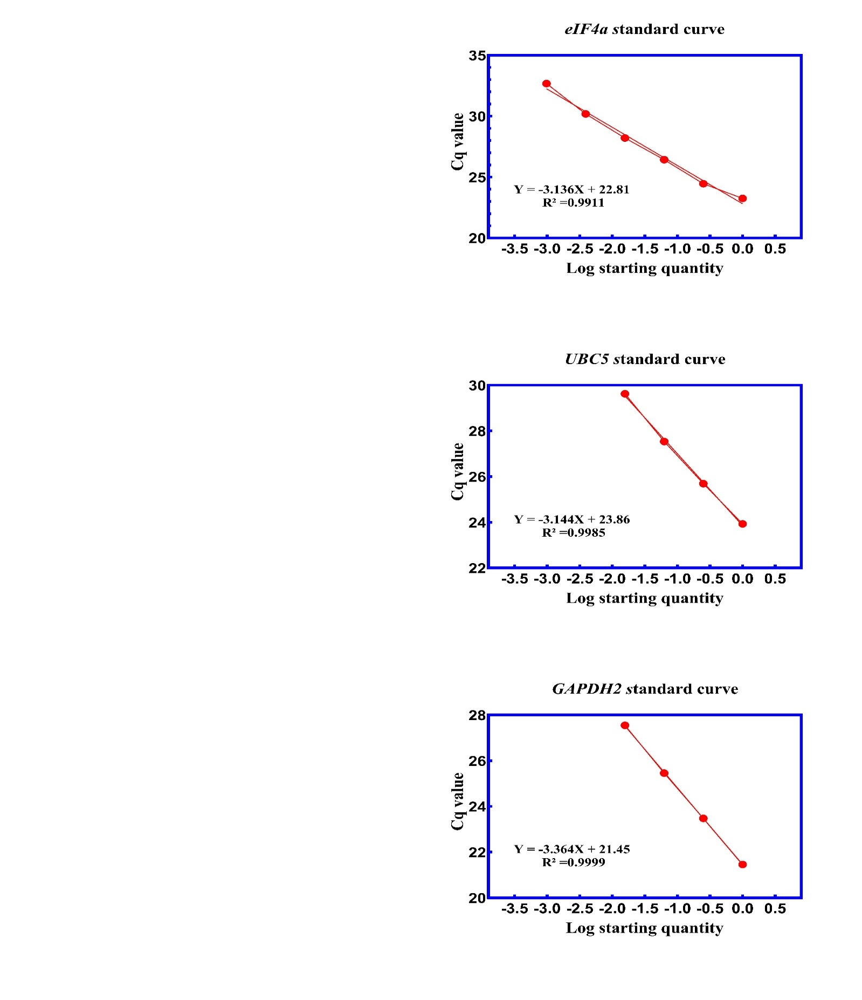 eIF4a standard curve
35
30
25
20
Cq value
Y = -3.136X + 22.81
R² =0.9911
-3.5 -3.0 -2.5 -2.0 -1.5 -1.0 -0.5 0.0 0.5
Log starting quantity
UBC5 standard curve
30
28
26
24
22
Cq value
Y = -3.144X + 23.86
R² =0.9985
-3.5 -3.0 -2.5 -2.0 -1.5 -1.0 -0.5 0.0 0.5
Log starting quantity
GAPDH2 standard curve
28
26
24
22
20
Cq value
Y = -3.364X + 21.45
R² =0.9999
-3.5 -3.0 -2.5 -2.0 -1.5 -1.0 -0.5 0.0 0.5
Log starting quantity